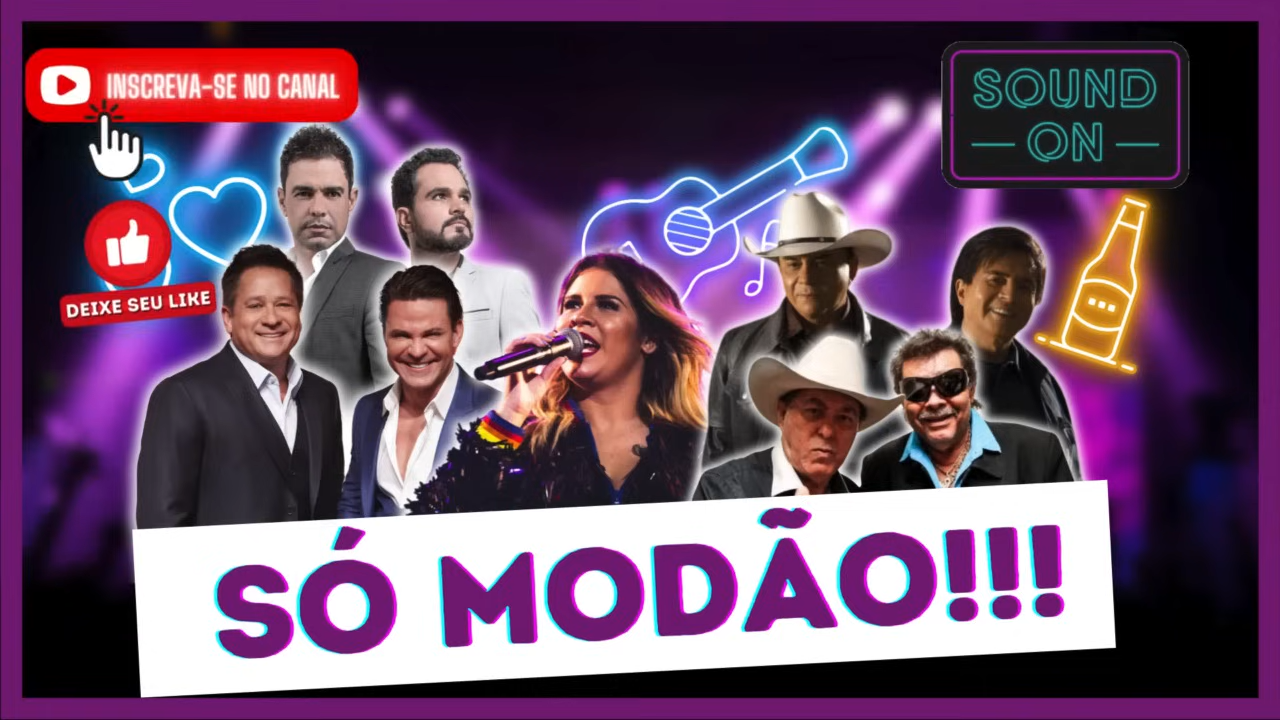 INSCREVA-SE NO CANAL
SOUND
ON
DEIXE SEU LIKE
SÓ MODÃO!!!